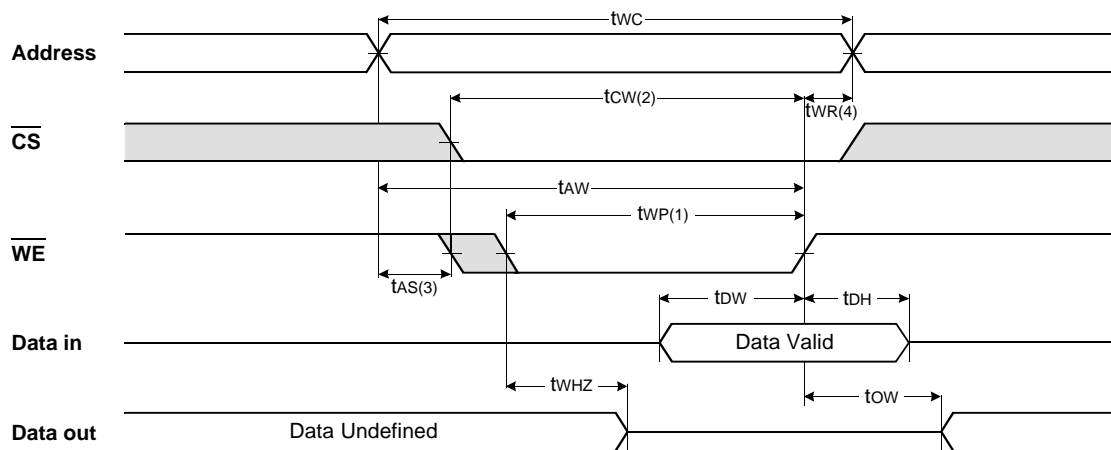 tWC
Address
tCW(2)
tWR(4)
CS
tAW
tWP(1)
WE
tAS(3)
tDW
tDH
Data in
Data Valid
tWHZ
tOW
Data out
Data Undefined